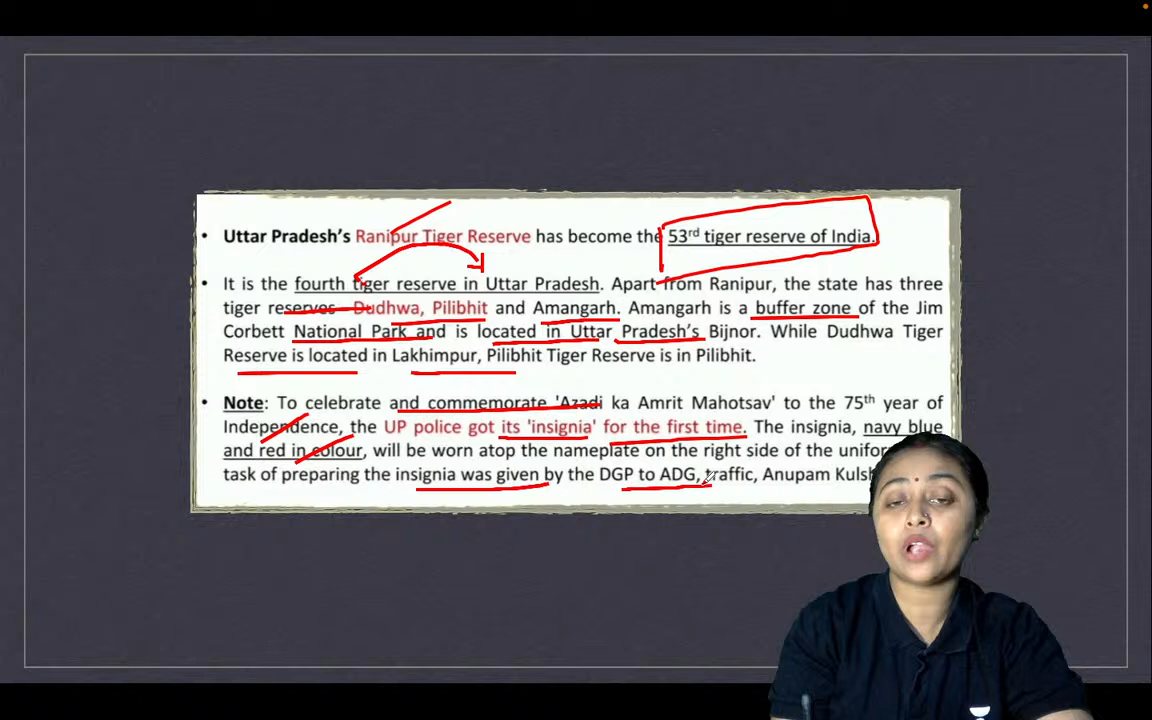 • Uttar Pradesh's Ranipur Tiger Reserve has become the 53rd tiger reserve of India.
• It is the fourth tiger reserve in Uttar Pradesh. Apart from Ranipur, the state has three
tiger reserves – Dudhwa, Pilibhit and Amangarh. Amangarh is a buffer zone of the Jim
Corbett National Park and is located in Uttar Pradesh's Bijnor. While Dudhwa Tiger
Reserve is located in Lakhimpur, Pilibhit Tiger Reserve is in Pilibhit.
• Note: To celebrate and commemorate 'Azadi ka Amrit Mahotsav' to the 75th year of
Independence, the UP police got its 'insignia' for the first time. The insignia, navy blue
and red in colour, will be worn atop the nameplate on the right side of the
task of preparing the insignia was given by the DGP to ADG, traffic, Anupam